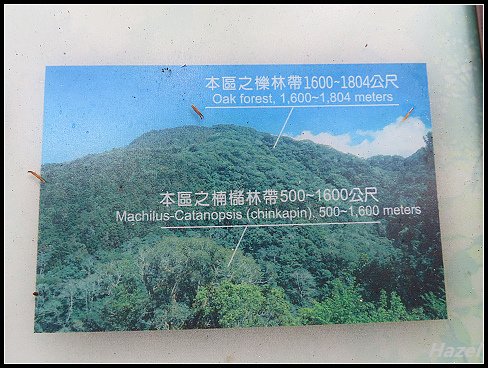 本區之櫟林帶1600~1804公尺
Oak forest, 1,600~1,804 meters
本區之楠櫧林帶500~1600公尺
Machilus-Catanopsis (chinkapin), 500~1,600 meters
Hazel